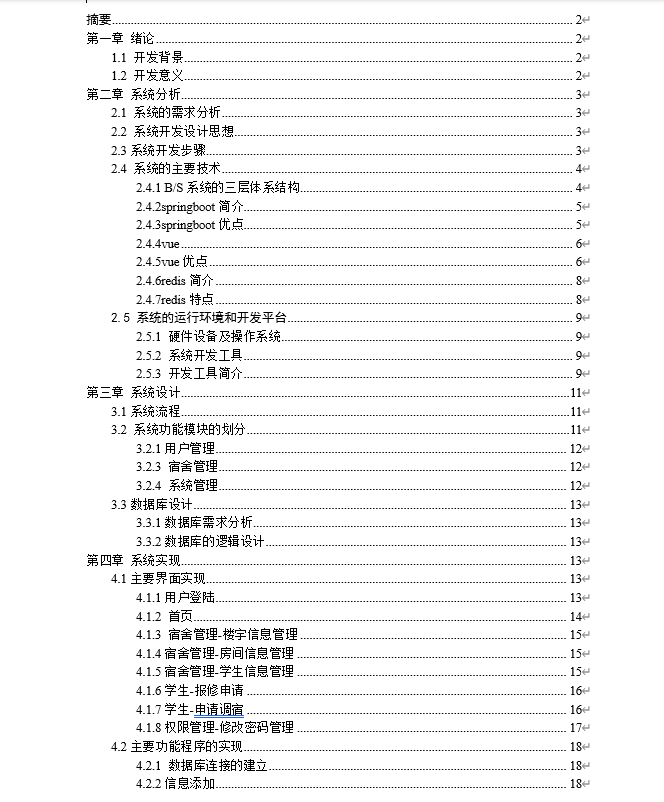 摘要 2
第一章 绪论 2
1.1 开发背景 2
1.2 开发意义 2
第二章 系统分析 3
2.1 系统的需求分析 3
2.2 系统开发设计思想 3
2.3 系统开发步骤 3
2.4 系统的主要技术 4
2.4.1 B/S 系统的三层体系结构 4
2.4.2springboot 简介 5
2.4.3springboot 优点 5
2.4.4vue 6
2.4.5vue 优点 6
2.4.6redis 简介 8
2.4.7redis 特点 8
2.5 系统的运行环境和开发平台 9
2.5.1 硬件设备及操作系统 9
2.5.2 系统开发工具 9
2.5.3 开发工具简介 9
第三章 系统设计 11
3.1 系统流程 11
3.2 系统功能模块的划分 11
3.2.1 用户管理 12
3.2.3 宿舍管理 12
3.2.4 系统管理 12
3.3 数据库设计 13
3.3.1 数据库需求分析 13
3.3.2 数据库的逻辑设计 13
第四章 系统实现 13
4.1 主要界面实现 13
4.1.1 用户登陆 13
4.1.2 首页 14
4.1.3 宿舍管理-楼宇信息管理 15
4.1.4 宿舍管理-房间信息管理 15
4.1.5 宿舍管理-学生信息管理 15
4.1.6 学生-报修申请 16
4.1.7 学生-申请调宿 16
4.1.8 权限管理-修改密码管理 17
4.2 主要功能程序的实现 18
4.2.1 数据库连接的建立 18
4.2.2 信息添加 18